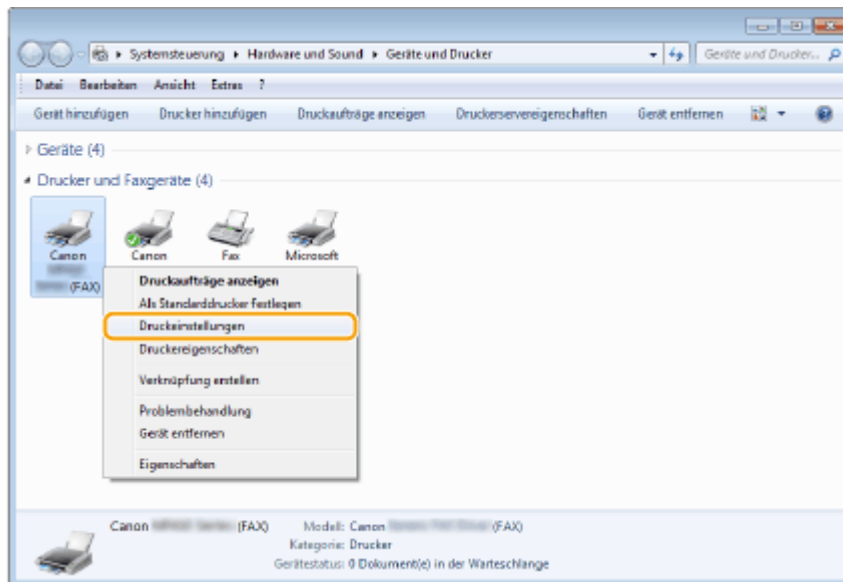 Systemsteuerung ▸ Hardware und Sound ▸ Geräte und Drucker
Geräte und Drucker...
Datei Bearbeiten Ansicht Extras ?
Gerät hinzufügen Drucker hinzufügen Druckaufträge anzeigen Druckerservereigenschaften Gerät entfernen
Geräte (4)
Drucker und Faxgeräte (4)
Canon
(FAX)
Canon
Fax
Microsoft
Druckaufträge anzeigen
Als Standarddrucker festlegen
Druckeinstellungen
Druckereigenschaften
Verknüpfung erstellen
Problembehandlung
Gerät entfernen
Eigenschaften
Canon (FAX) Modell: Canon (FAX)
Kategorie: Drucker
Gerätestatus: 0 Dokument(e) in der Warteschlange